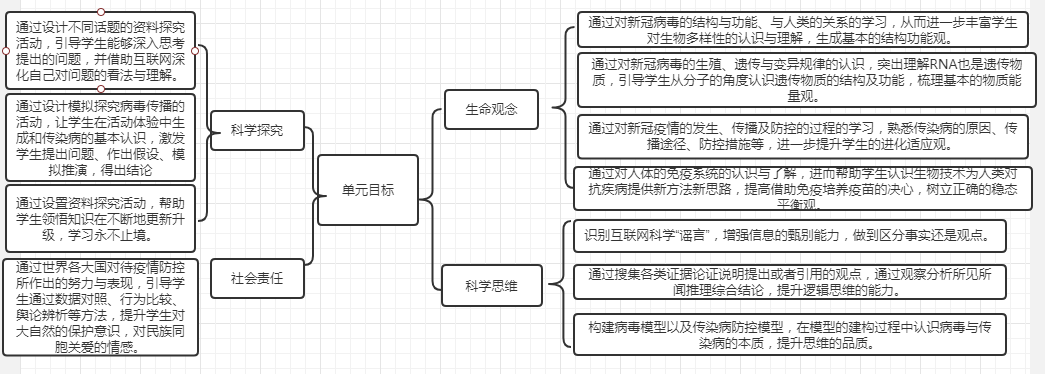 通过设计不同话题的资料探究
活动，引导学生能够深入思考
提出的问题，并借助互联网深
化自己对问题的看法与理解。
通过设计模拟探究病毒传播的
活动，让学生在活动体验中生
成和传染病的基本认识，激发
学生提出问题、作出假设、模
拟推演，得出结论
通过设置资料探究活动，帮助
学生领悟知识在不断地更新升
级，学习永不止境。
通过世界各大国对待疫情防控
所作出的努力与表现，引导学
生通过数据对照、行为比较、
舆论辨析等方法，提升学生对
大自然的保护意识，对民族同
胞关爱的情感。
科学探究
社会责任
单元目标
生命观念
科学思维
通过对新冠病毒的结构与功能、与人类的关系的学习，从而进一步丰富学生
对生物多样性的认识与理解，生成基本的结构功能观。
通过对新冠病毒的生殖、遗传与变异规律的认识，突出理解RNA也是遗传物
质，引导学生从分子的角度认识遗传物质的结构及功能，梳理基本的物质能
量观。
通过对新冠疫情的发生、传播及防控的过程的学习，熟悉传染病的原因、传
播途径、防控措施等，进一步提升学生的进化适应观。
通过对人体的免疫系统的认识与了解，进而帮助学生认识生物技术为人类对
抗疾病提供新方法新思路，提高借助免疫培养疫苗的决心，树立正确的稳态
平衡观。
识别互联网科学“谣言”，增强信息的甄别能力，做到区分事实还是观点。
通过搜集各类证据论证说明提出或者引用的观点，通过观察分析所见所
闻推理综合结论，提升逻辑思维的能力。
构建病毒模型以及传染病防控模型，在模型的建构过程中认识病毒与传
染病的本质，提升思维的品质。